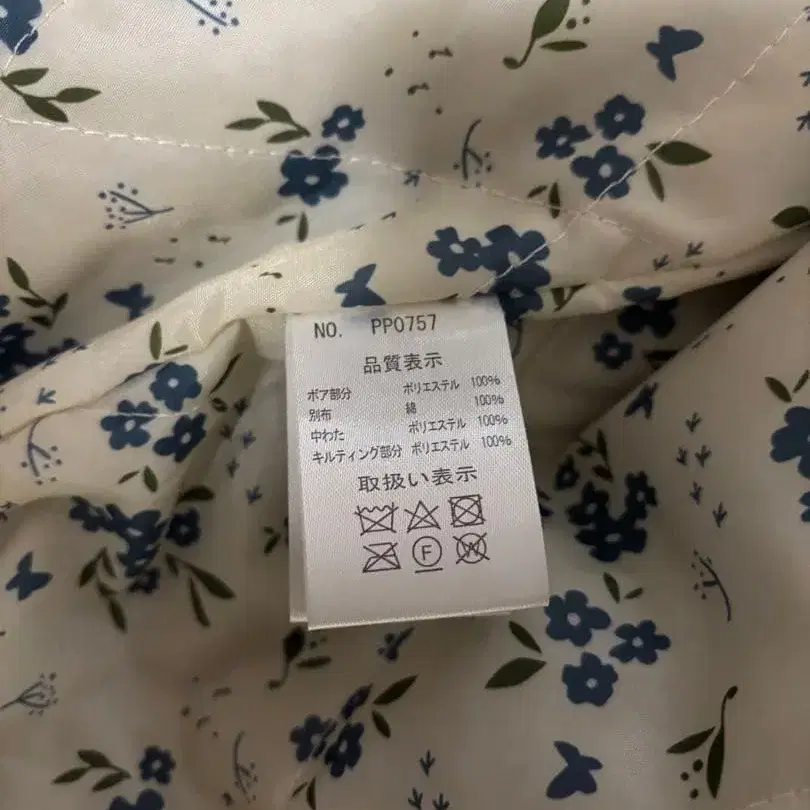 NO. PP0757
品質表示
ボア部分 ポリエステル 100%
別布 綿 100%
中わた ポリエステル 100%
キルティング部分 ポリエステル 100%
取扱い表示
F
W